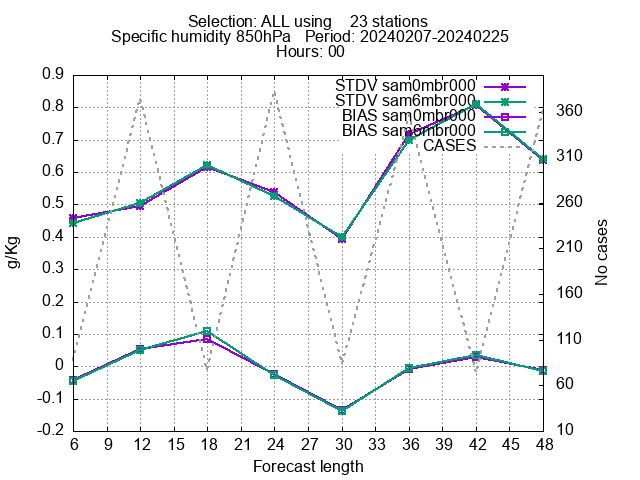 Selection: ALL using    23 stations
Specific humidity 850hPa   Period: 20240207-20240225
Hours: 00
STDV sam0mbr000
STDV sam6mbr000
BIAS sam0mbr000
BIAS sam6mbr000
CASES
g/Kg
0.9
0.8
0.7
0.6
0.5
0.4
0.3
0.2
0.1
0
-0.1
-0.2
No cases
360
310
260
210
160
110
60
10
6 9 12 15 18 21 24 27 30 33 36 39 42 45 48
Forecast length